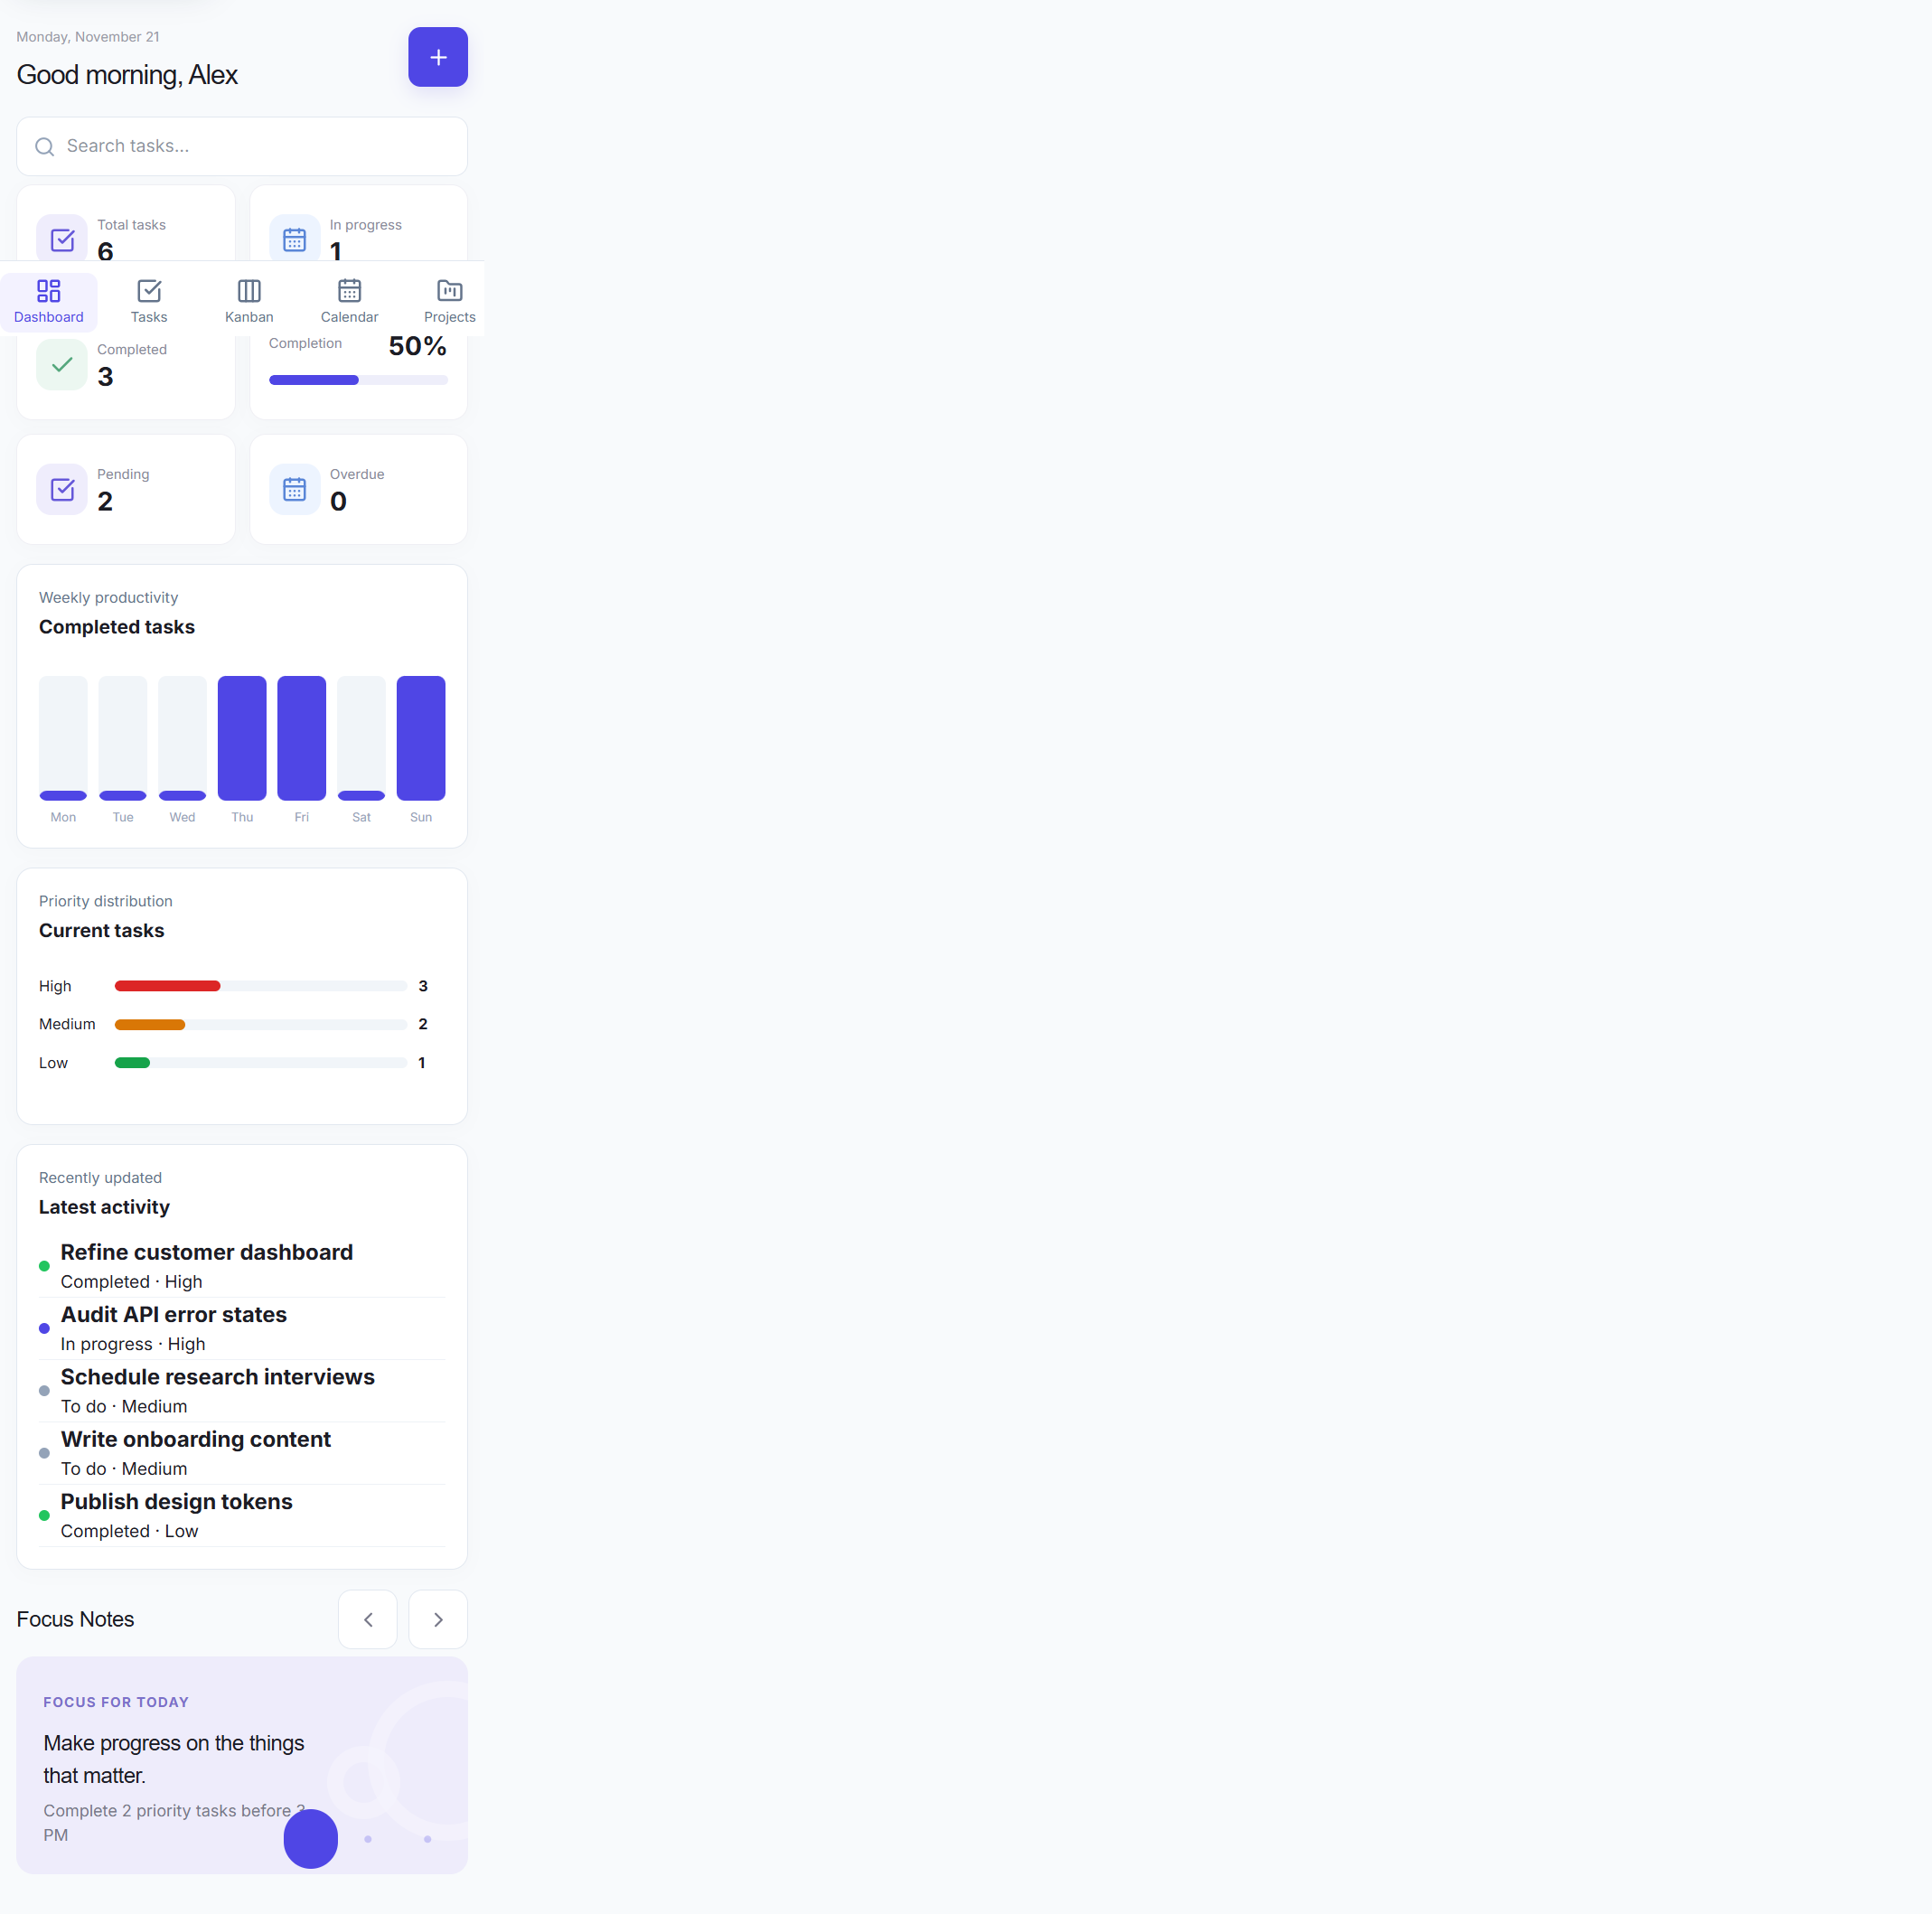 Monday, November 21
Good morning, Alex
Search tasks...
Total tasks
6
In progress
1
Dashboard
Tasks
Kanban
Calendar
Projects
Completed
3
Completion
50%
Pending
2
Overdue
0
Weekly productivity
Completed tasks
Mon
Tue
Wed
Thu
Fri
Sat
Sun
Priority distribution
Current tasks
High
3
Medium
2
Low
1
Recently updated
Latest activity
Refine customer dashboard
Completed · High
Audit API error states
In progress · High
Schedule research interviews
To do · Medium
Write onboarding content
To do · Medium
Publish design tokens
Completed · Low
Focus Notes
FOCUS FOR TODAY
Make progress on the things
that matter.
Complete 2 priority tasks before 3
PM